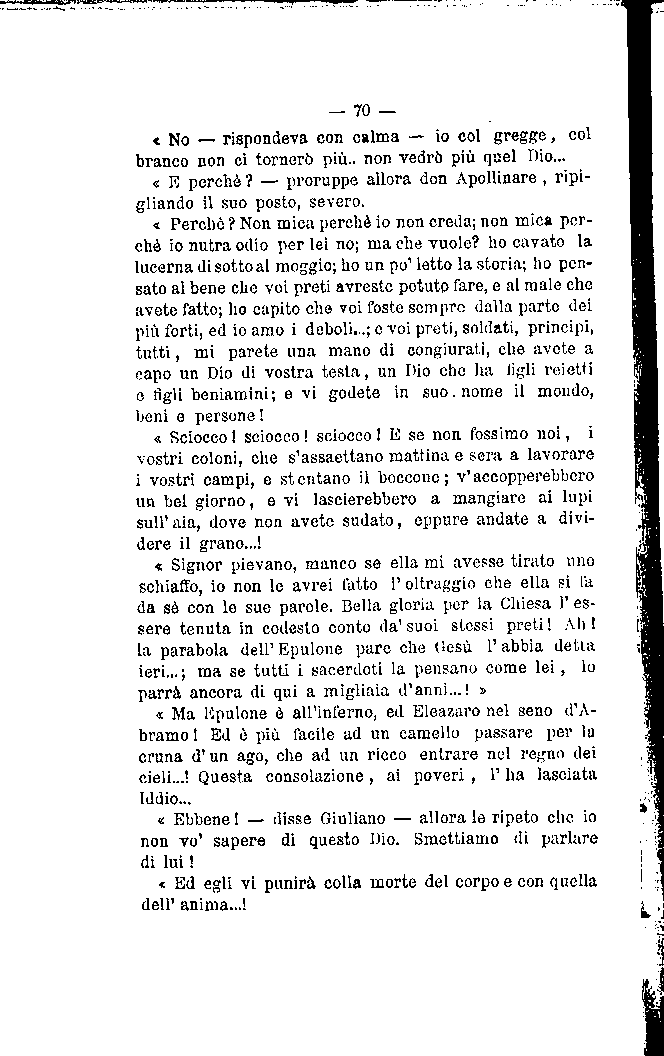 — 70 —
« No — rispondeva con calma — io col gregge, col
branco non ci tornerò più.. non vedrò più quel Dio...
« E perchè? — proruppe allora don Apollinare, ripi-
gliando il suo posto, severo.
« Perchè? Non mica perchè io non creda; non mica per-
chè io nutra odio per lei no; ma che vuole? ho cavato la
lucerna di sotto al moggio; ho un po' letto la storia; ho pen-
sato al bene che voi preti avreste potuto fare, e al male che
avete fatto; ho capito che voi foste sempre dalla parte dei
più forti, ed io amo i deboli...; e voi preti, soldati, principi,
tutti, mi parete una mano di congiurati, che avete a
capo un Dio di vostra testa, un Dio che ha figli reietti
e figli beniamini; e vi godete in suo. nome il mondo,
beni e persone!
« Sciocco! sciocco! sciocco! E se non fossimo noi, i
vostri coloni, che s'assaettano mattina e sera a lavorare
i vostri campi, e stentano il boccone; v'accopperebbero
un bel giorno, e vi lascierebbero a mangiare ai lupi
sull'aia, dove non avete sudato, eppure andate a divi-
dere il grano...!
« Signor pievano, manco se ella mi avesse tirato uno
schiaffo, io non le avrei fatto l'oltraggio che ella si fa
da sè con le sue parole. Bella gloria per la Chiesa l'es-
sere tenuta in codesto conto da' suoi stessi preti! Ah!
la parabola dell'Epulone pare che Gesù l'abbia detta
ieri...; ma se tutti i sacerdoti la pensano come lei, lo
parrà ancora di qui a migliaia d'anni...! »
« Ma Epulone è all'inferno, ed Eleazaro nel seno d'A-
bramo! Ed è più facile ad un camello passare per la
cruna d'un ago, che ad un ricco entrare nel regno dei
cieli...! Questa consolazione, ai poveri, l'ha lasciata
Iddio...
« Ebbene! — disse Giuliano — allora le ripeto che io
non vo' sapere di questo Dio. Smettiamo di parlare
di lui!
« Ed egli vi punirà colla morte del corpo e con quella
dell'anima...!